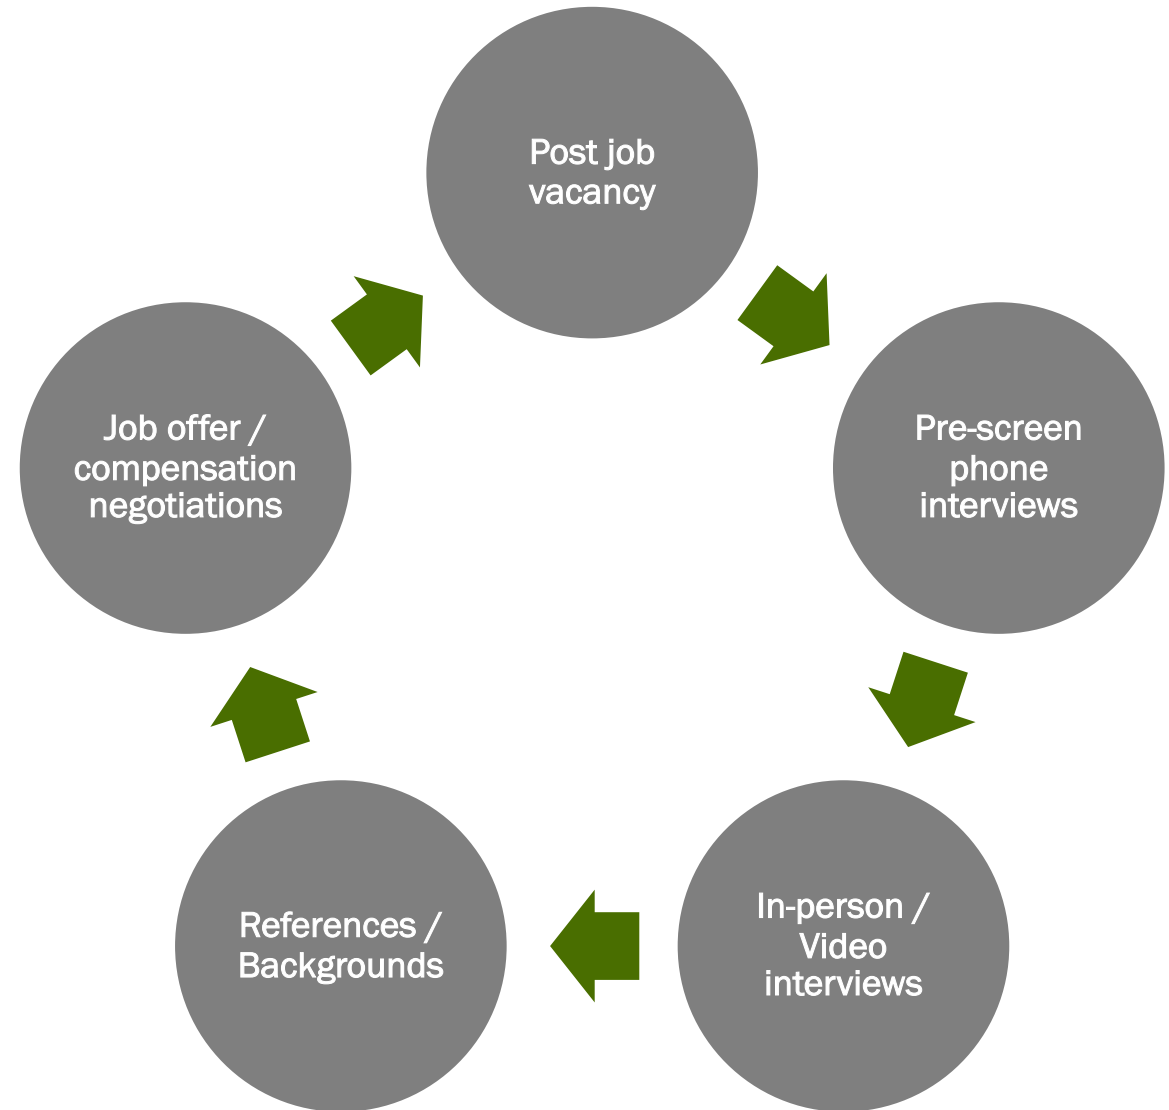 Post job
vacancy
Pre-screen
phone
interviews
In-person /
Video
interviews
References /
Backgrounds
Job offer /
compensation
negotiations